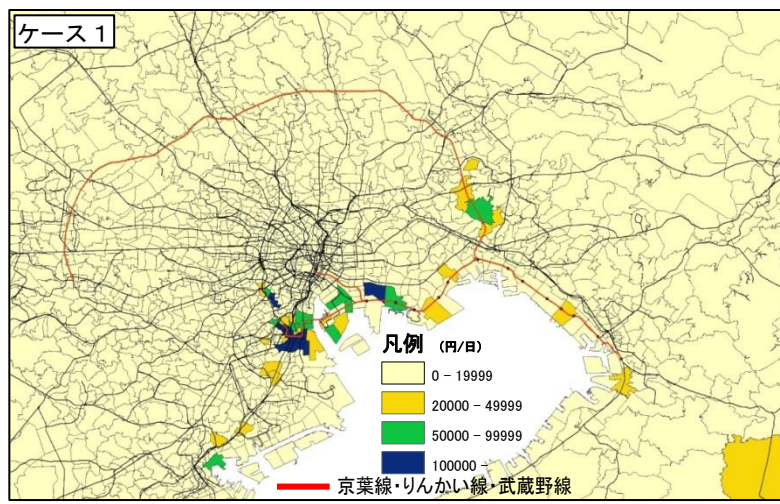 ケース 1
凡例 (円/日)
0 - 19999
20000 - 49999
50000 - 99999
100000 -
京葉線・りんかい線・武蔵野線